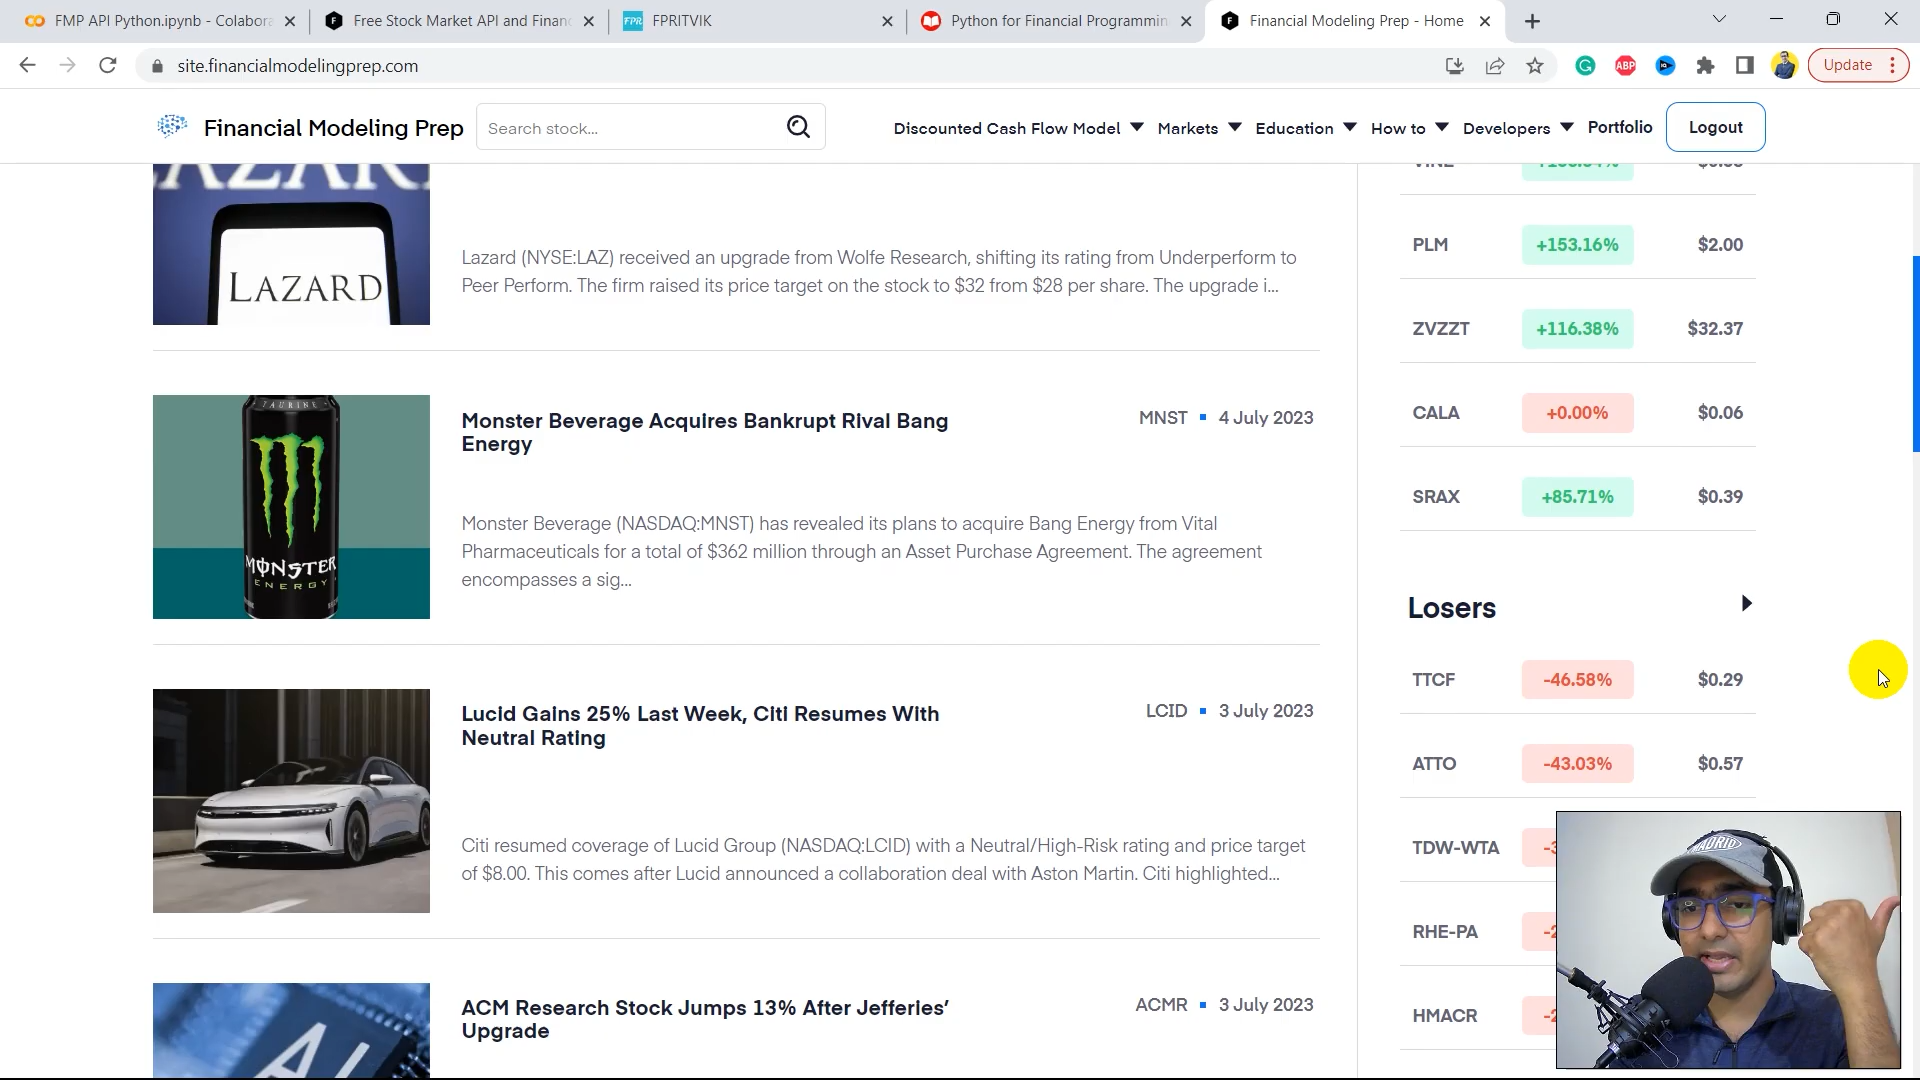 FMP API Python.ipynb - Colabora
Free Stock Market API and Financ
FPR
FPRITVIK
Python for Financial Programmin
Financial Modeling Prep - Home
site.financialmodelingprep.com
ABP
Update
Financial Modeling Prep
Search stock...
Discounted Cash Flow Model
Markets
Education
How to
Developers
Portfolio
Logout
LAZARD
LAZARD
Lazard (NYSE:LAZ) received an upgrade from Wolfe Research, shifting its rating from Underperform to
Peer Perform. The firm raised its price target on the stock to $32 from $28 per share. The upgrade i...
TAURINE
MONSTER
ENERGY
Monster Beverage Acquires Bankrupt Rival Bang
Energy
MNST
4 July 2023
Monster Beverage (NASDAQ:MNST) has revealed its plans to acquire Bang Energy from Vital
Pharmaceuticals for a total of $362 million through an Asset Purchase Agreement. The agreement
encompasses a sig...
Lucid Gains 25% Last Week, Citi Resumes With
Neutral Rating
LCID
3 July 2023
Citi resumed coverage of Lucid Group (NASDAQ:LCID) with a Neutral/High-Risk rating and price target
of $8.00. This comes after Lucid announced a collaboration deal with Aston Martin. Citi highlighted...
AI
ACM Research Stock Jumps 13% After Jefferies’
Upgrade
ACMR
3 July 2023
PLM +153.16% $2.00
ZVZZT +116.38% $32.37
CALA +0.00% $0.06
SRAX +85.71% $0.39
Losers
TTCF -46.58% $0.29
ATTO -43.03% $0.57
TDW-WTA
RHE-PA
HMACR
MADRID